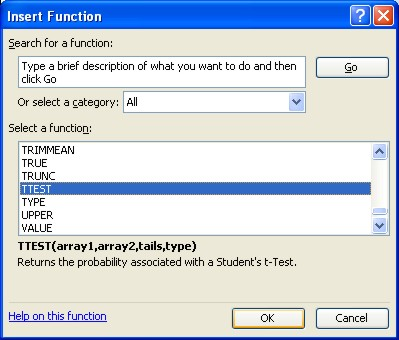 Insert Function
Search for a function:
Type a brief description of what you want to do and then
click Go
Go
Or select a category: All
Select a function:
TRIMMEAN
TRUE
TRUNC
TTEST
TYPE
UPPER
VALUE
TTEST(array1,array2,tails,type)
Returns the probability associated with a Student's t-Test.
Help on this function
OK
Cancel